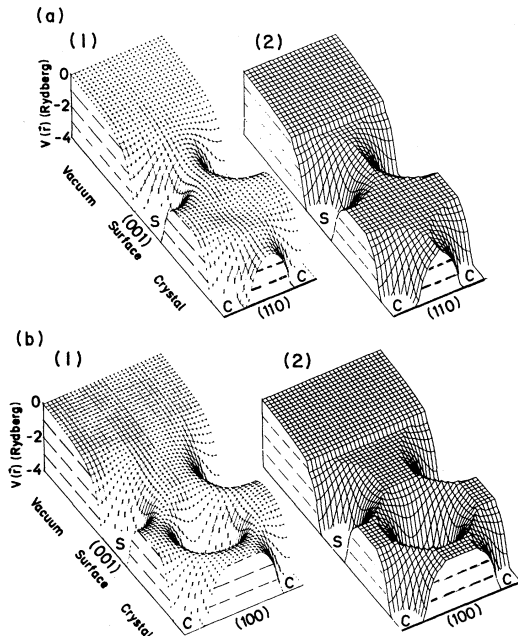 (a)
(1)
(2)
V(r̄) (Rydberg)
0
-2
-4
Vacuum
(001)
Surface
Crystal
S
C
C
(110)
S
C
C
(110)
(b)
(1)
(2)
V(r̄) (Rydberg)
0
-2
-4
Vacuum
(001)
Surface
Crystal
S
C
C
(100)
S
C
C
(100)